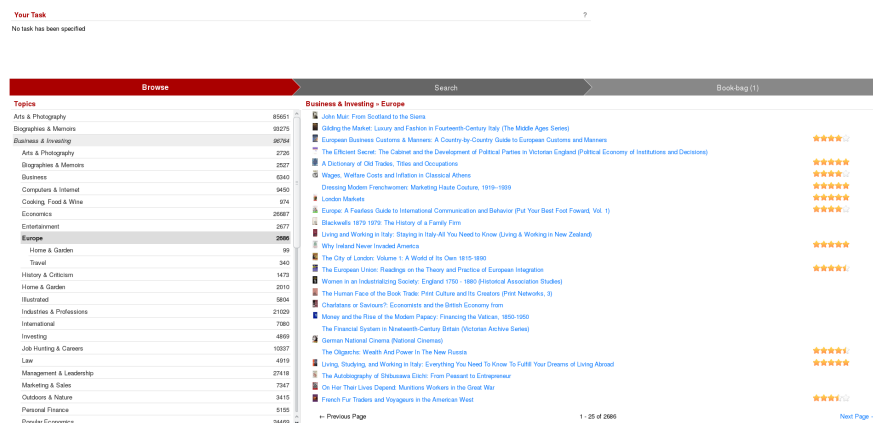 Your Task
?
No task has been specified
Browse
Search
Book-bag (1)
Topics
Arts & Photography 85651
Biographies & Memoirs 93275
Business & Investing 98784
Arts & Photography 2726
Biographies & Memoirs 2527
Business 6340
Computers & Internet 9450
Cooking, Food & Wine 974
Economics 26687
Entertainment 2677
Europe 2686
Home & Garden 99
Travel 340
History & Criticism 1473
Home & Garden 2010
Illustrated 5804
Industries & Professions 21029
International 7080
Investing 4869
Job Hunting & Careers 10337
Law 4919
Management & Leadership 27418
Marketing & Sales 7347
Outdoors & Nature 3415
Personal Finance 5155
Popular Economics 24469
Business & Investing » Europe
John Muir: From Scotland to the Sierra
Gilding the Market: Luxury and Fashion in Fourteenth-Century Italy (The Middle Ages Series)
European Business Customs & Manners: A Country-by-Country Guide to European Customs and Manners
The Efficient Secret: The Cabinet and the Development of Political Parties in Victorian England (Political Economy of Institutions and Decisions)
A Dictionary of Old Trades, Titles and Occupations
Wages, Welfare Costs and Inflation in Classical Athens
Dressing Modern Frenchwomen: Marketing Haute Couture, 1919–1939
London Markets
Europe: A Fearless Guide to International Communication and Behavior (Put Your Best Foot Foward, Vol. 1)
Blackwells 1879 1979: The History of a Family Firm
Living and Working in Italy: Staying in Italy-All You Need to Know (Living & Working in New Zealand)
Why Ireland Never Invaded America
The City of London: Volume 1: A World of Its Own 1815-1890
The European Union: Readings on the Theory and Practice of European Integration
Women in an Industrializing Society: England 1750 - 1880 (Historical Association Studies)
The Human Face of the Book Trade: Print Culture and Its Creators (Print Networks, 3)
Charlatans or Saviours?: Economists and the British Economy from
Money and the Rise of the Modern Papacy: Financing the Vatican, 1850-1950
The Financial System in Nineteenth-Century Britain (Victorian Archive Series)
German National Cinema (National Cinemas)
The Oligarchs: Wealth And Power In The New Russia
Living, Studying, and Working in Italy: Everything You Need To Know To Fulfill Your Dreams of Living Abroad
The Autobiography of Shibusawa Eiichi: From Peasant to Entrepreneur
On Her Their Lives Depend: Munitions Workers in the Great War
French Fur Traders and Voyageurs in the American West
← Previous Page
1 - 25 of 2686
Next Page -